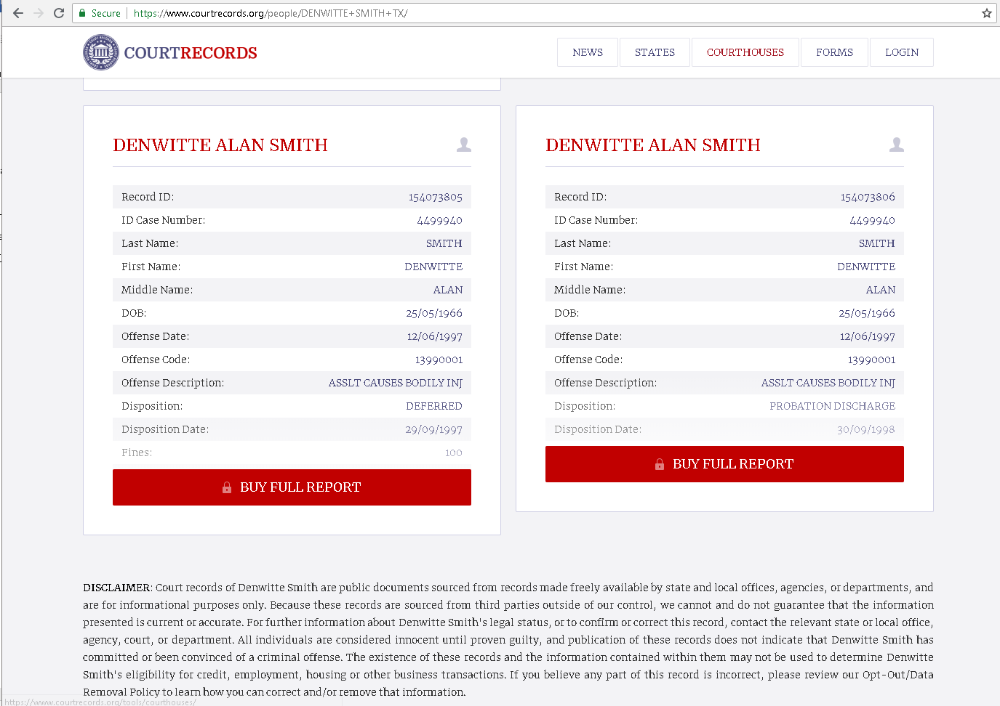 Secure | https://www.courtrecords.org/people/DENWITTE+SMITH+TX/
COURTRECORDS
NEWS
STATES
COURTHOUSES
FORMS
LOGIN
DENWITTE ALAN SMITH
Record ID: 154073805
ID Case Number: 4499940
Last Name: SMITH
First Name: DENWITTE
Middle Name: ALAN
DOB: 25/05/1966
Offense Date: 12/06/1997
Offense Code: 13990001
Offense Description: ASSLT CAUSES BODILY INJ
Disposition: DEFERRED
Disposition Date: 29/09/1997
Fines: 100
BUY FULL REPORT
DENWITTE ALAN SMITH
Record ID: 154073806
ID Case Number: 4499940
Last Name: SMITH
First Name: DENWITTE
Middle Name: ALAN
DOB: 25/05/1966
Offense Date: 12/06/1997
Offense Code: 13990001
Offense Description: ASSLT CAUSES BODILY INJ
Disposition: PROBATION DISCHARGE
Disposition Date: 30/09/1998
BUY FULL REPORT
DISCLAIMER: Court records of Denwitte Smith are public documents sourced from records made freely available by state and local offices, agencies, or departments, and
are for informational purposes only. Because these records are sourced from third parties outside of our control, we cannot and do not guarantee that the information
presented is current or accurate. For further information about Denwitte Smith's legal status, or to confirm or correct this record, contact the relevant state or local office,
agency, court, or department. All individuals are considered innocent until proven guilty, and publication of these records does not indicate that Denwitte Smith has
committed or been convinced of a criminal offense. The existence of these records and the information contained within them may not be used to determine Denwitte
Smith's eligibility for credit, employment, housing or other business transactions. If you believe any part of this record is incorrect, please review our Opt-Out/Data
Removal Policy to learn how you can correct and/or remove that information.
https://www.courtrecords.org/tools/courthouses/